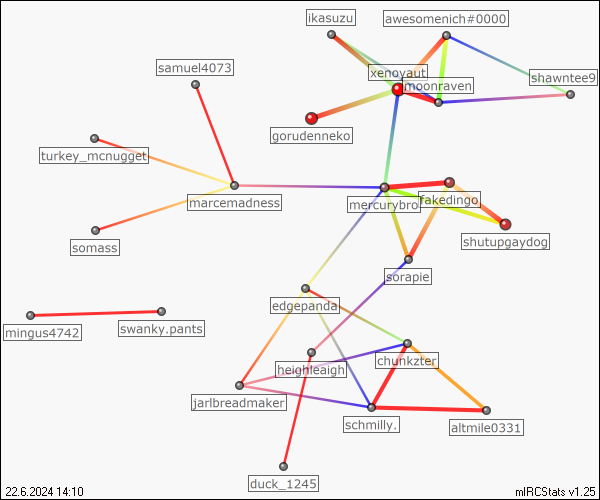 ikasuzu
awesomenich#0000
samuel4073
xenoyaut
shawntee9
moonraven
gorudenneko
turkey_mcnugget
marcemadness
mercurybro
fakedingo
shutupgaydog
somass
sorapie
edgepanda
mingus4742
swanky.pants
heighleaigh
chunkzter
jarlbreadmaker
schmilly.
altmile0331
duck_1245
22.6.2024 14:10
mIRCStats v1.25